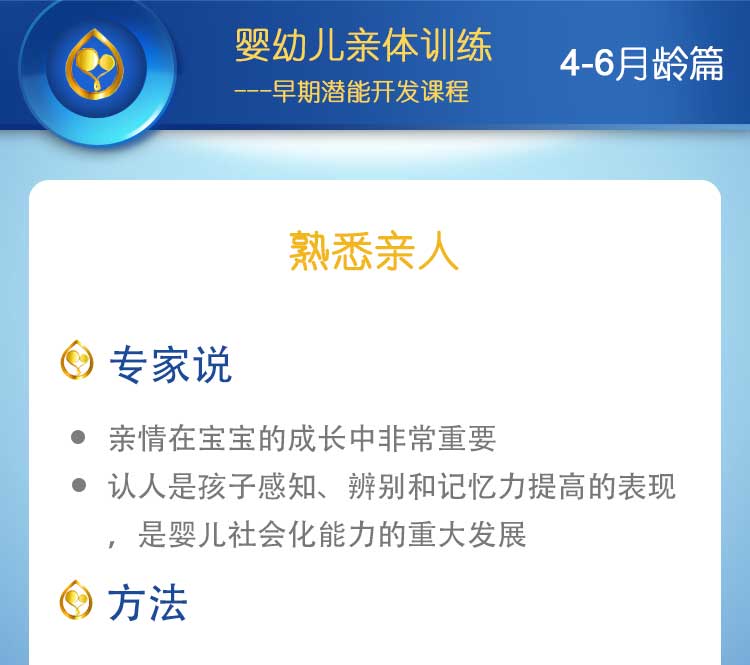 婴幼儿亲体训练
---早期潜能开发课程
4-6月龄篇
熟悉亲人
专家说
● 亲情在宝宝的成长中非常重要
● 认人是孩子感知、辨别和记忆力提高的表现
，是婴儿社会化能力的重大发展
方法